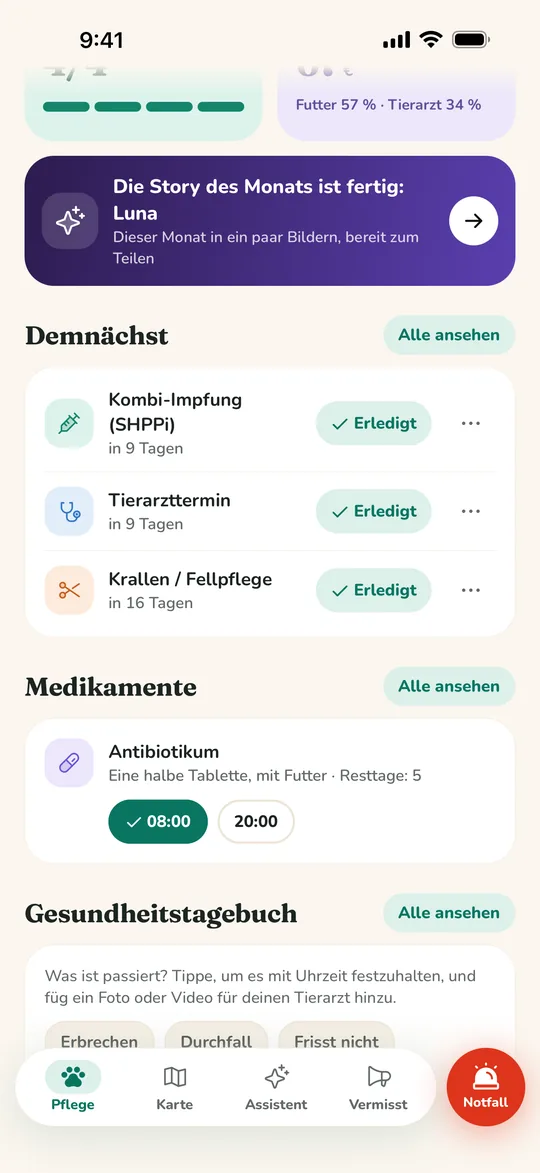 9:41
4/4
Futter 57 % · Tierarzt 34 %
Die Story des Monats ist fertig:
Luna
Dieser Monat in ein paar Bildern, bereit zum
Teilen
Demnächst
Alle ansehen
Kombi-Impfung
(SHPPi)
in 9 Tagen
Erledigt
Tierarzttermin
in 9 Tagen
Erledigt
Krallen / Fellpflege
in 16 Tagen
Erledigt
Medikamente
Alle ansehen
Antibiotikum
Eine halbe Tablette, mit Futter · Resttage: 5
08:00
20:00
Gesundheitstagebuch
Alle ansehen
Was ist passiert? Tippe, um es mit Uhrzeit festzuhalten, und
füg ein Foto oder Video für deinen Tierarzt hinzu.
Erbrechen
Durchfall
Frisst nicht
Pflege
Karte
Assistent
Vermisst
Notfall